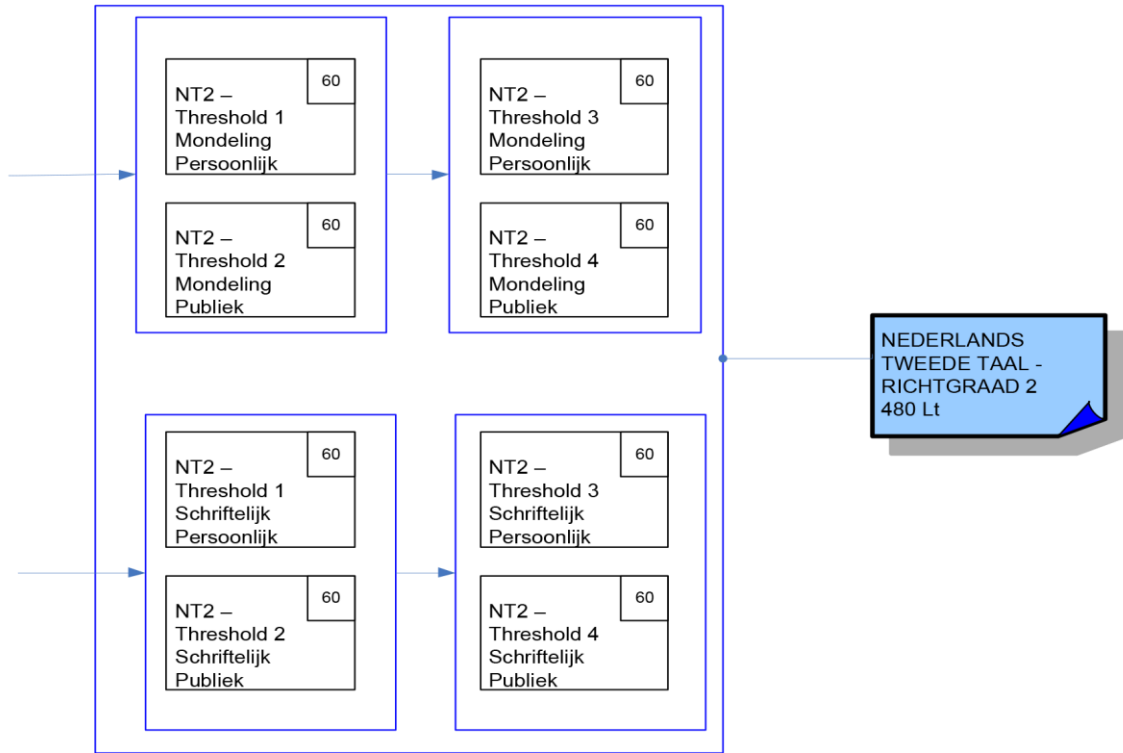 60
NT2 –
Threshold 1
Mondeling
Persoonlijk
60
NT2 –
Threshold 2
Mondeling
Publiek
60
NT2 –
Threshold 3
Mondeling
Persoonlijk
60
NT2 –
Threshold 4
Mondeling
Publiek
60
NT2 –
Threshold 1
Schriftelijk
Persoonlijk
60
NT2 –
Threshold 2
Schriftelijk
Publiek
60
NT2 –
Threshold 3
Schriftelijk
Persoonlijk
60
NT2 –
Threshold 4
Schriftelijk
Publiek
NEDERLANDS
TWEEDE TAAL -
RICHTGRAAD 2
480 Lt